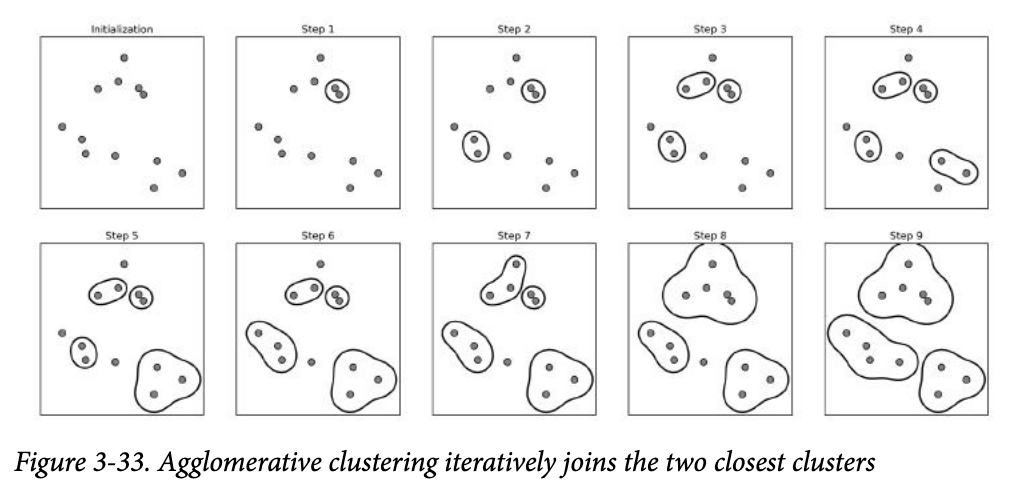 Initialization
Step 1
Step 2
Step 3
Step 4
Step 5
Step 6
Step 7
Step 8
Step 9
Figure 3-33. Agglomerative clustering iteratively joins the two closest clusters